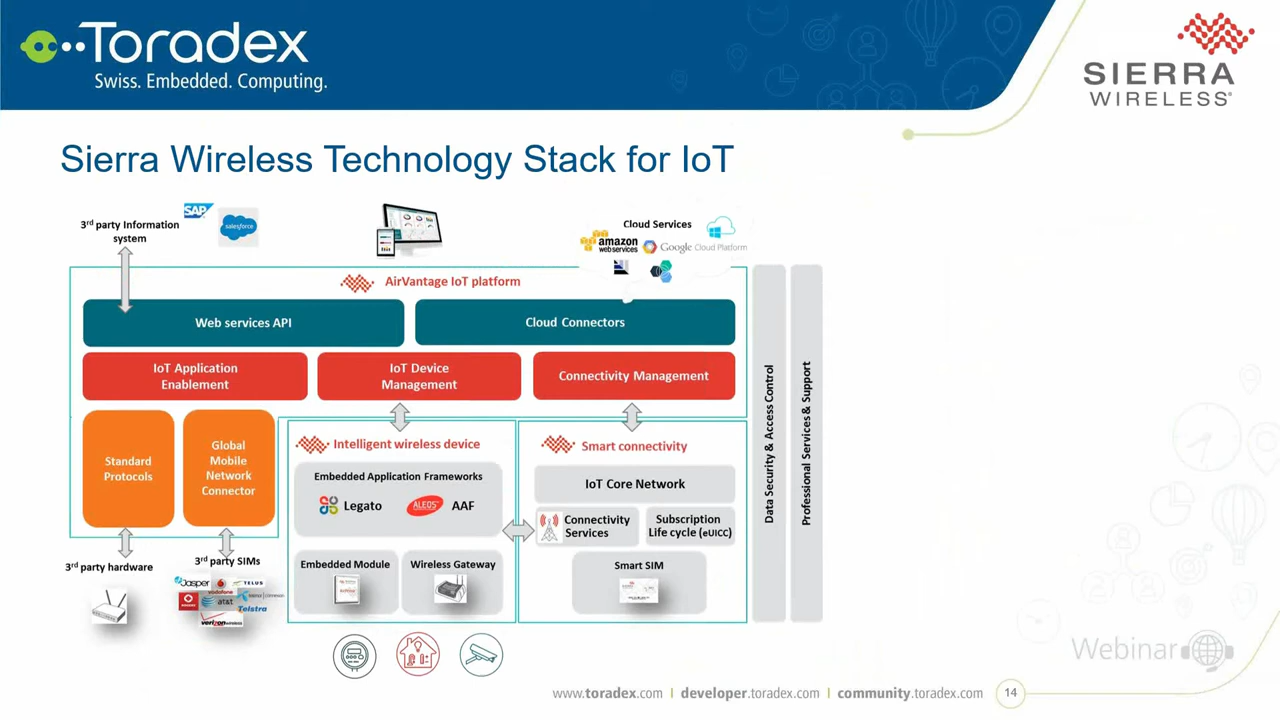 Toradex
Swiss. Embedded. Computing.
SIERRA
WIRELESS
Sierra Wireless Technology Stack for IoT
3rd party Information
system
SAP
salesforce
Cloud Services
amazon
web services
Google Cloud Platform
AirVantage IoT platform
Web services API
Cloud Connectors
IoT Application
Enablement
IoT Device
Management
Connectivity Management
Standard
Protocols
Global
Mobile
Network
Connector
Intelligent wireless device
Embedded Application Frameworks
Legato
ALEOS
AAF
Embedded Module
Wireless Gateway
Smart connectivity
IoT Core Network
Connectivity
Services
Subscription
Life cycle (eUICC)
Smart SIM
Data Security & Access Control
Professional Services & Support
3rd party hardware
3rd party SIMs
Jasper
vodafone
TELUS
ROGERS
at&t
Telstra
verizon wireless
Webinar
www.toradex.com | developer.toradex.com | community.toradex.com
14